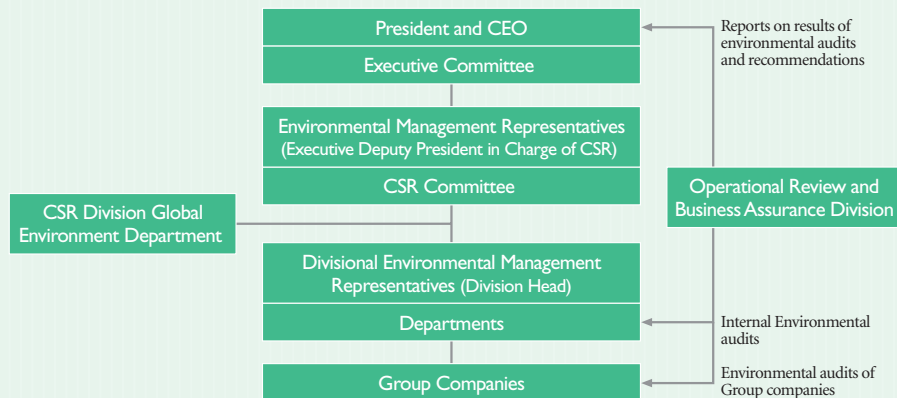 President and CEO
Executive Committee
Reports on results of
environmental audits
and recommendations
Environmental Management Representatives
(Executive Deputy President in Charge of CSR)
CSR Committee
CSR Division Global
Environment Department
Operational Review and
Business Assurance Division
Divisional Environmental Management
Representatives (Division Head)
Departments
Internal Environmental
audits
Group Companies
Environmental audits of
Group companies